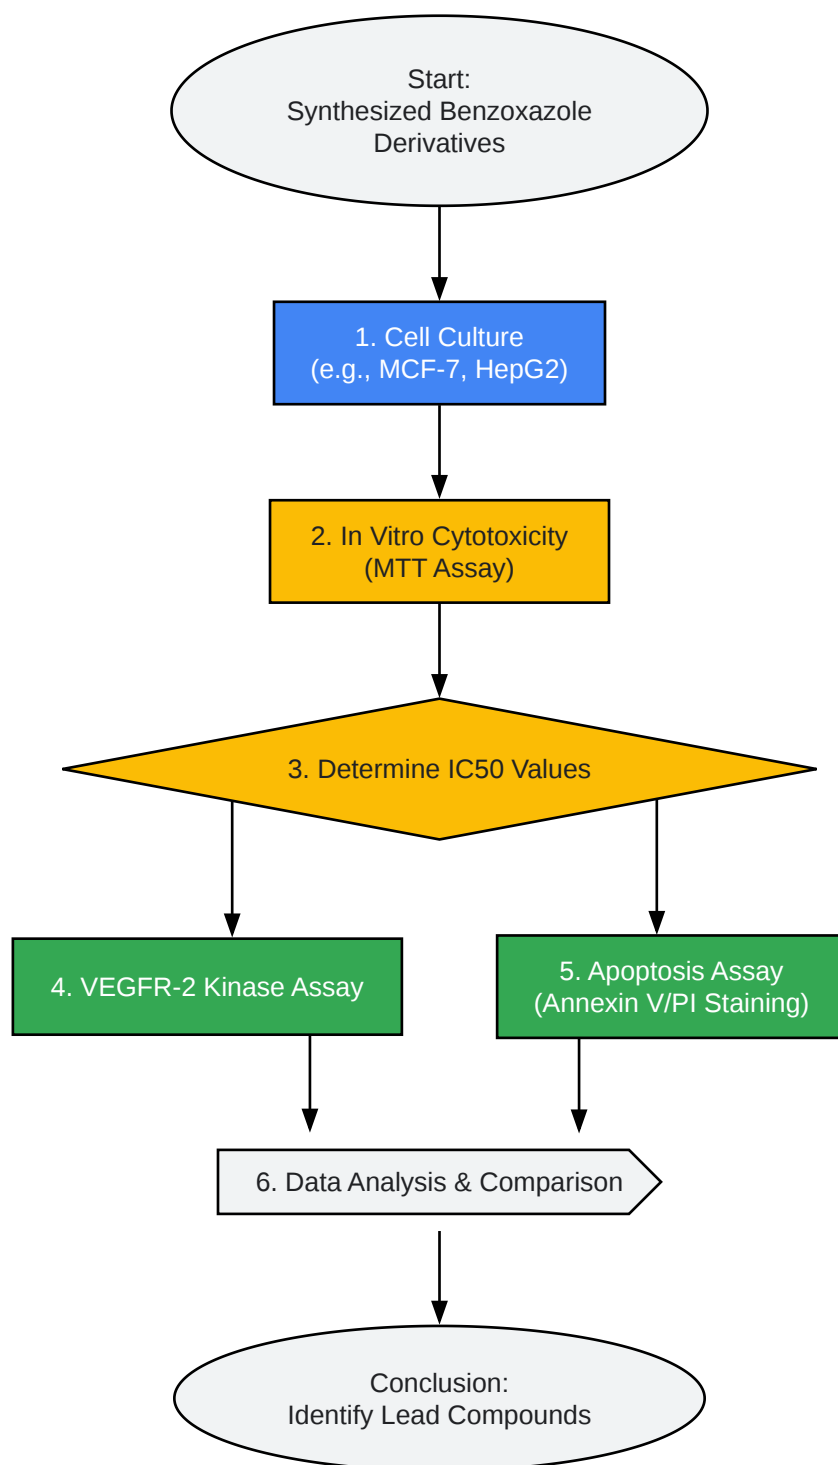 Start:
Synthesized Benzoxazole
Derivatives
1. Cell Culture
(e.g., MCF-7, HepG2)
2. In Vitro Cytotoxicity
(MTT Assay)
3. Determine IC50 Values
4. VEGFR-2 Kinase Assay
5. Apoptosis Assay
(Annexin V/PI Staining)
6. Data Analysis & Comparison
Conclusion:
Identify Lead Compounds